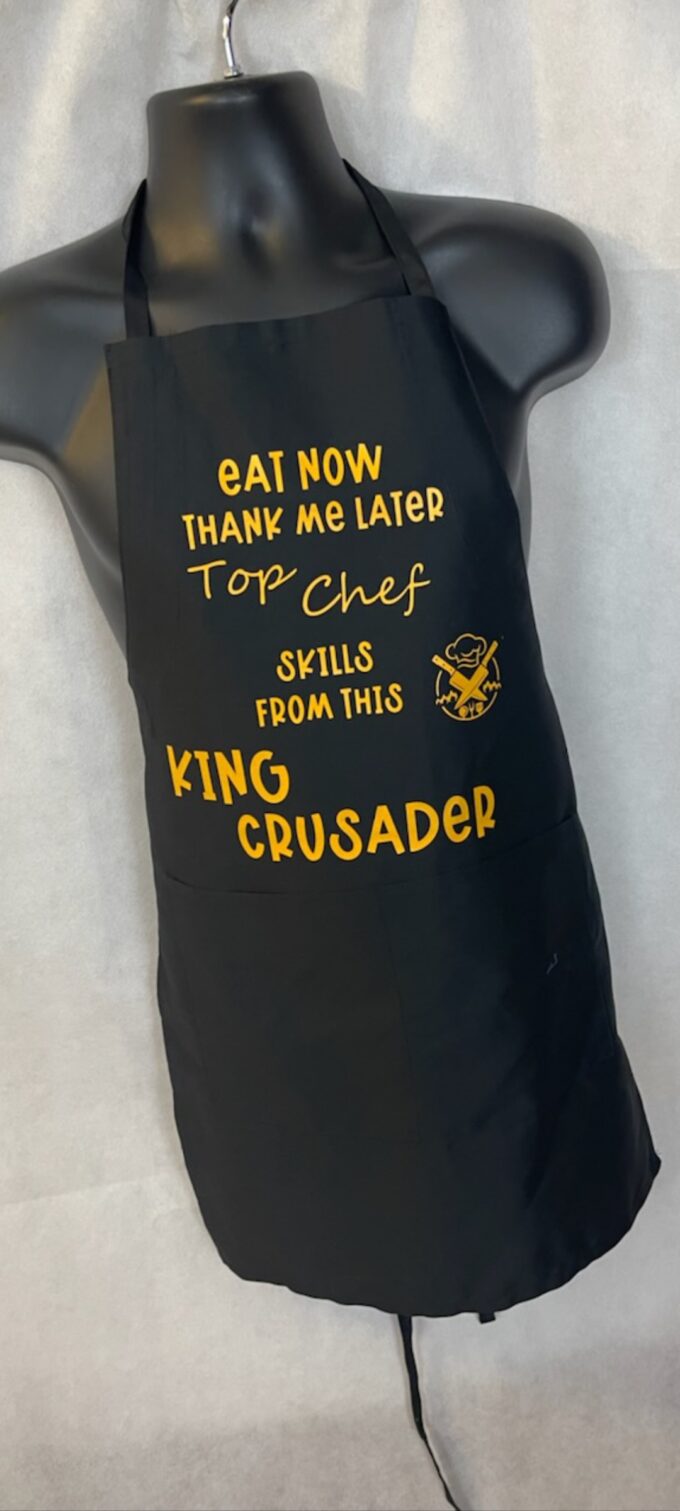 eAT NOW
THANK Me LATeR
Top Chef
SKILLS
FROM THIS
KING
CRUSADeR